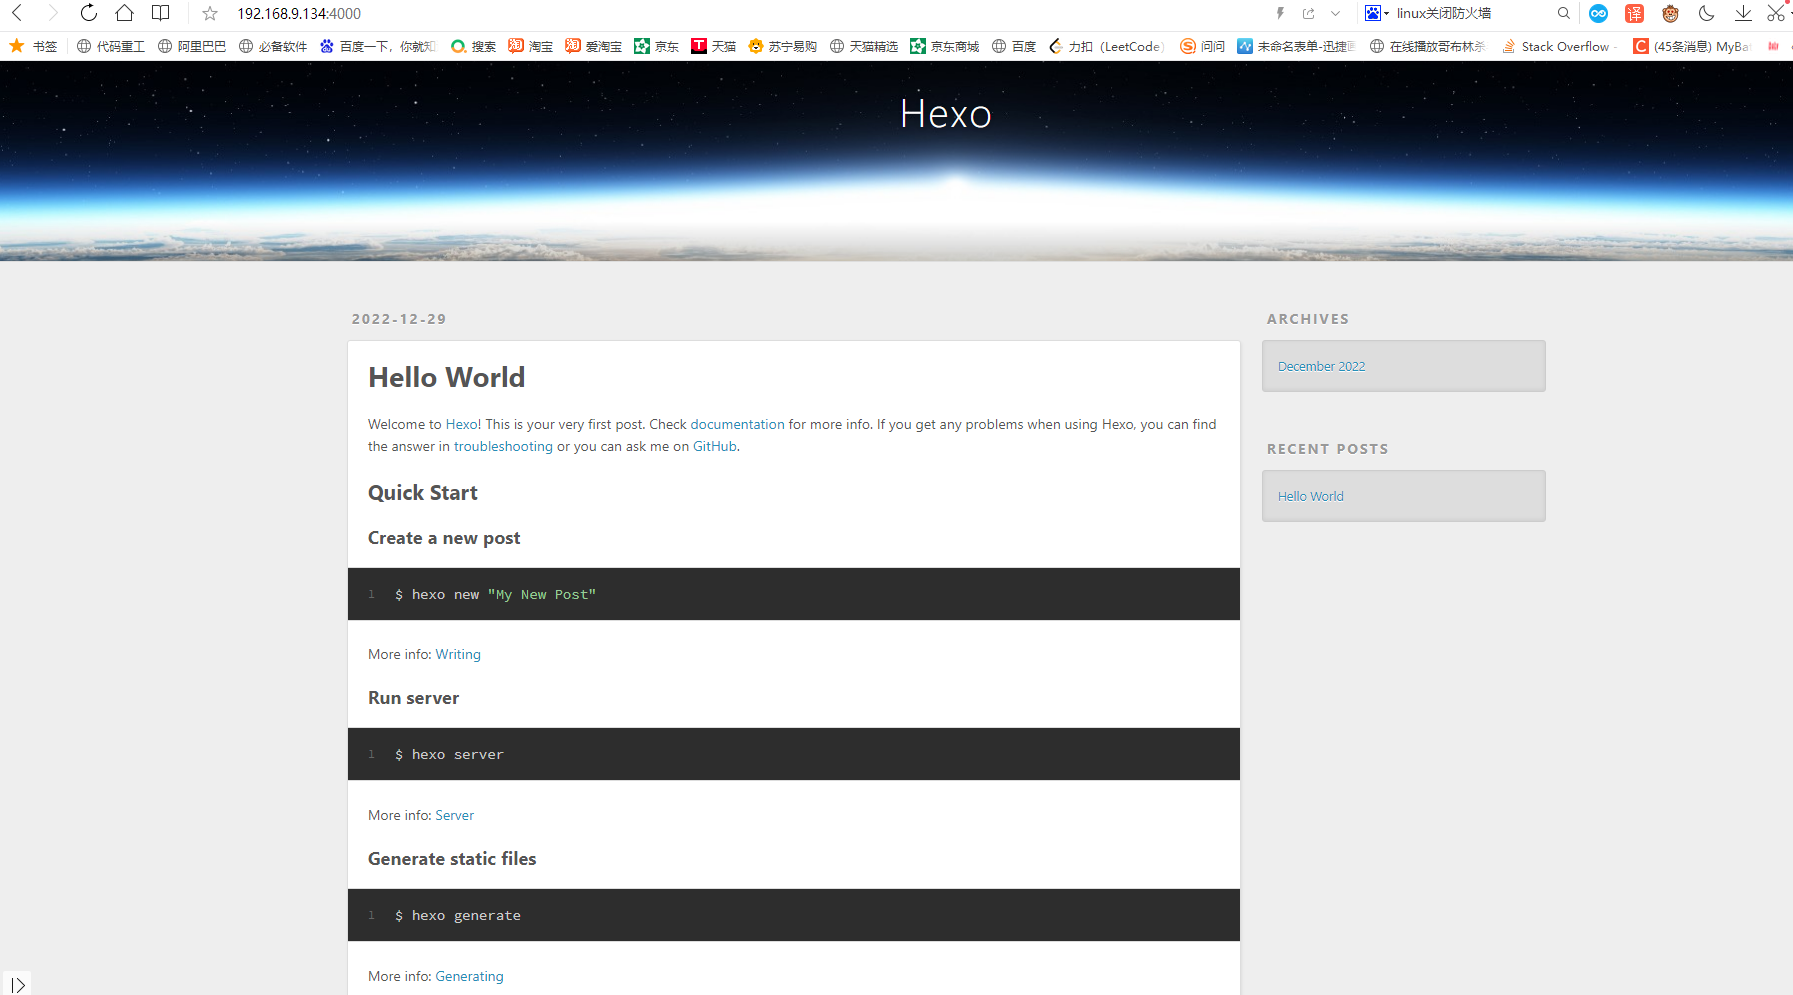 192.168.9.134:4000
linux关闭防火墙
译
书签 代码重工 阿里巴巴 必备软件 百度一下，你就知 搜索 淘宝 爱淘宝 京东 天猫 苏宁易购 天猫精选 京东商城 百度 力扣（LeetCode） 问问 未命名表单-迅捷画 在线播放哥布林杀 Stack Overflow - (45条消息) MyBat
Hexo
2022-12-29
Hello World
Welcome to Hexo! This is your very first post. Check documentation for more info. If you get any problems when using Hexo, you can find
the answer in troubleshooting or you can ask me on GitHub.
Quick Start
Create a new post
1 $ hexo new "My New Post"
More info: Writing
Run server
1 $ hexo server
More info: Server
Generate static files
1 $ hexo generate
More info: Generating
ARCHIVES
December 2022
RECENT POSTS
Hello World